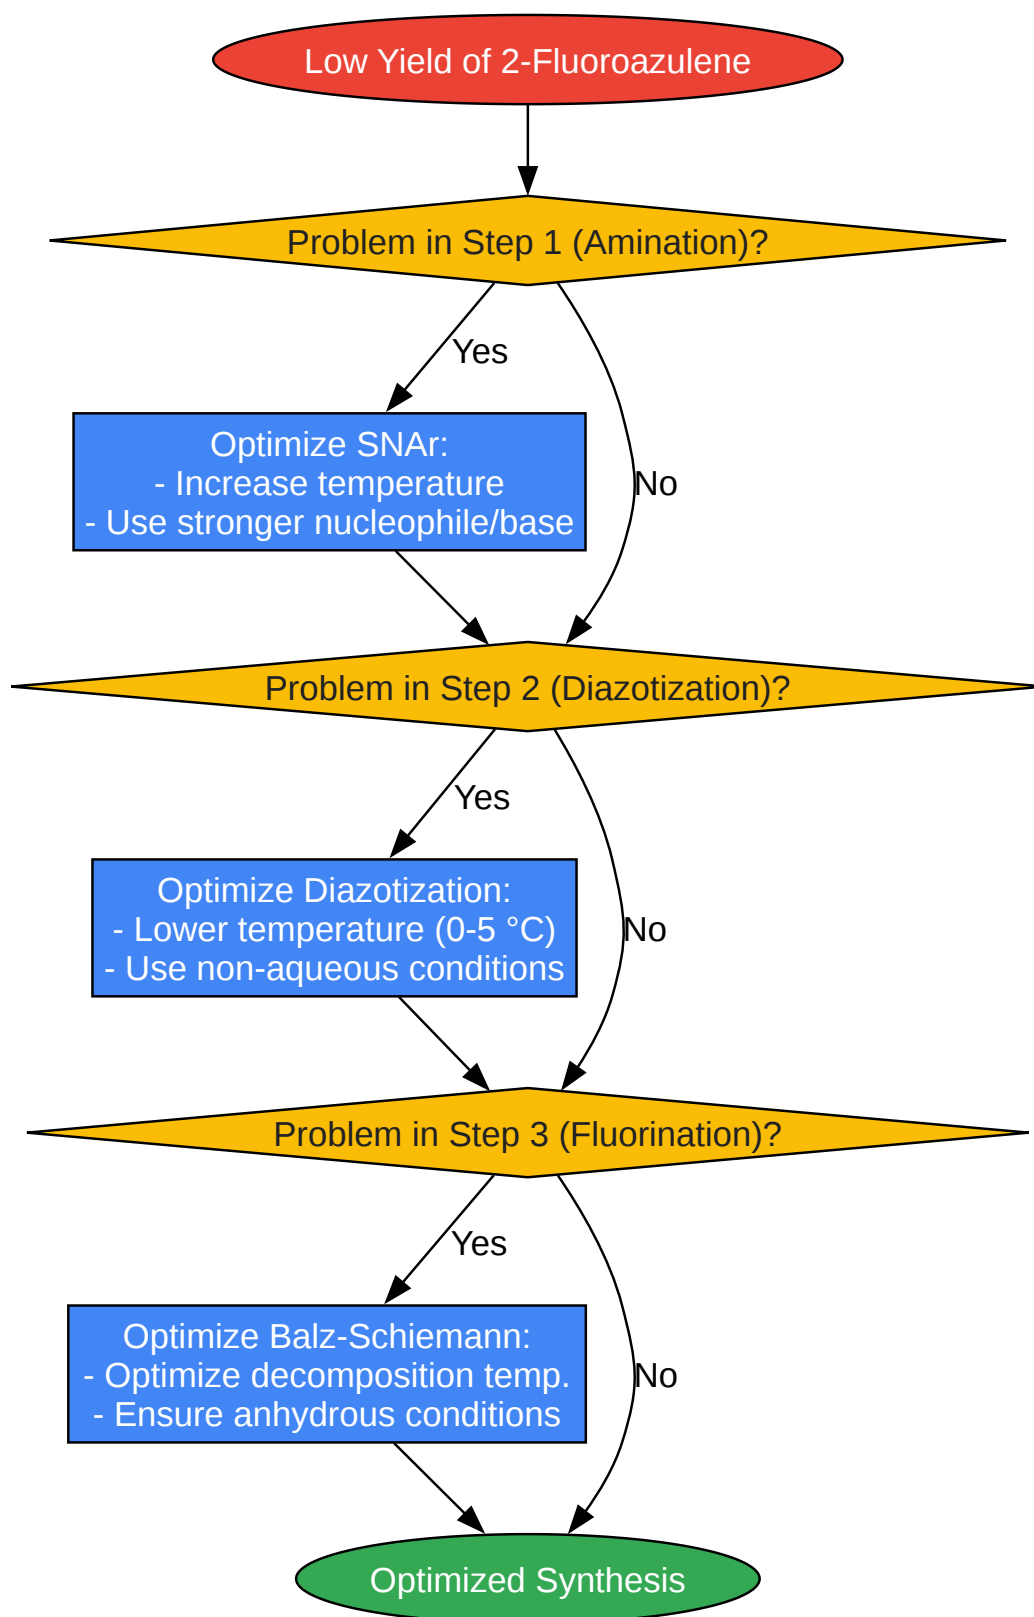 Low Yield of 2-Fluoroazulene
Problem in Step 1 (Amination)?
Yes
Optimize SNAr:
- Increase temperature
- Use stronger nucleophile/base
No
Problem in Step 2 (Diazotization)?
Yes
Optimize Diazotization:
- Lower temperature (0-5 °C)
- Use non-aqueous conditions
No
Problem in Step 3 (Fluorination)?
Yes
Optimize Balz-Schiemann:
- Optimize decomposition temp.
- Ensure anhydrous conditions
No
Optimized Synthesis